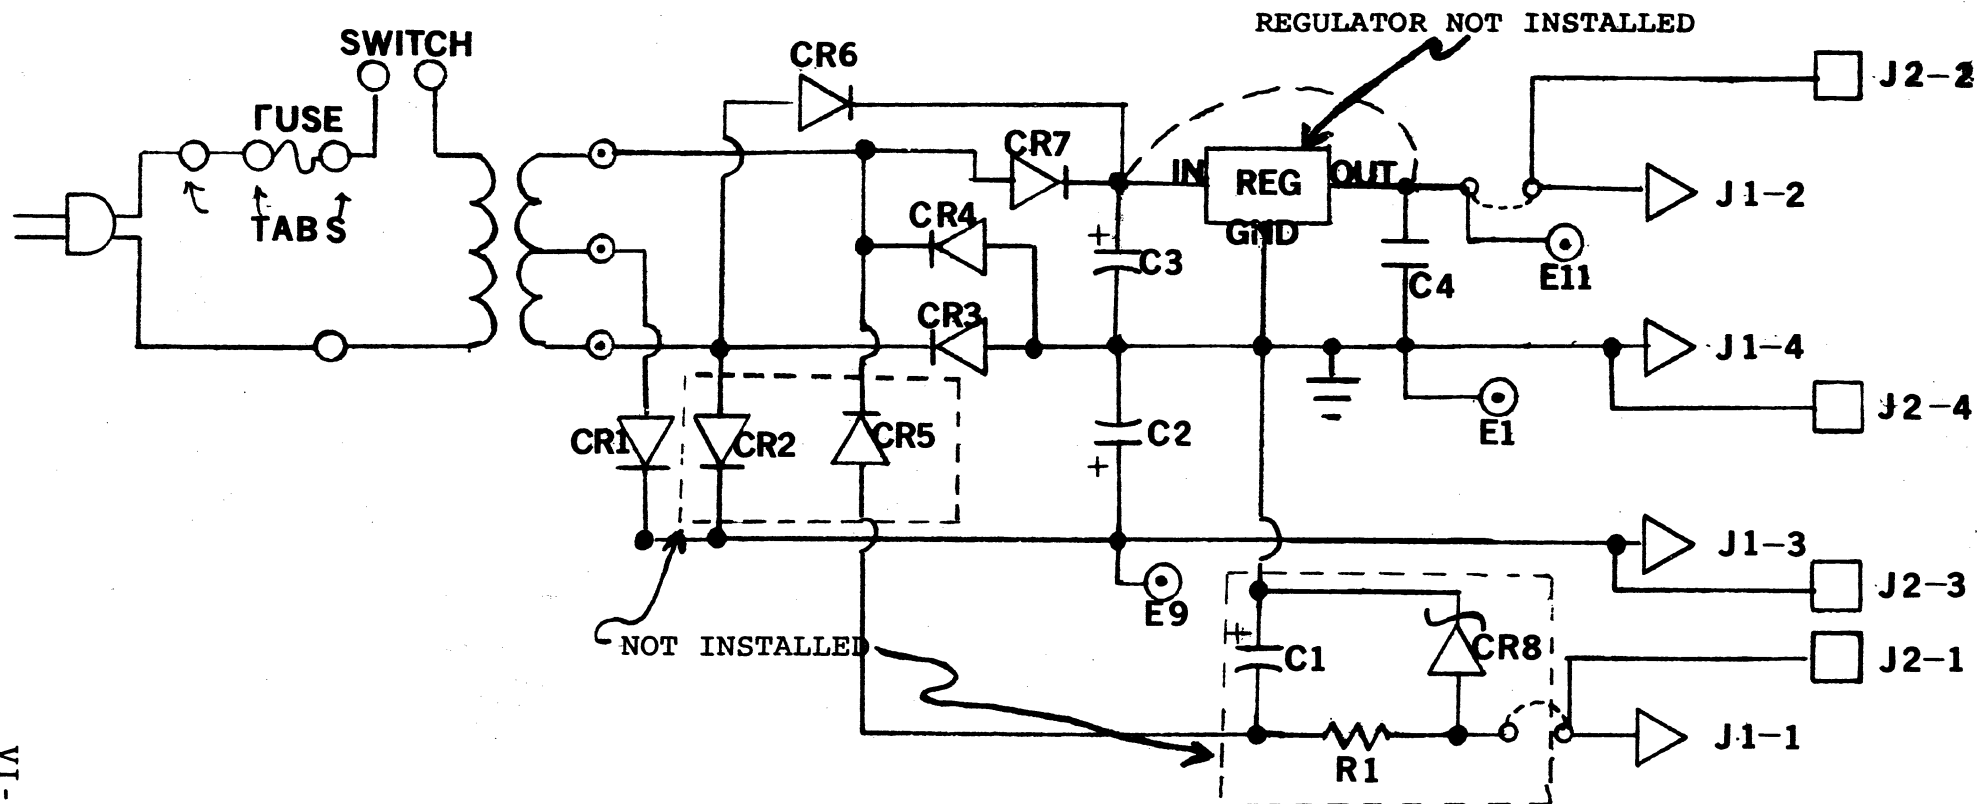 REGULATOR NOT INSTALLED
SWITCH
CR6
J2-2
FUSE
CR7
IN
REG
OUT
J1-2
TABS
CR4
GND
+
C3
C4
E11
CR3
J1-4
J2-4
CR1
CR2
CR5
C2
+
E1
J1-3
E9
J2-3
NOT INSTALLED
+
C1
CR8
J2-1
R1
J1-1
VI-